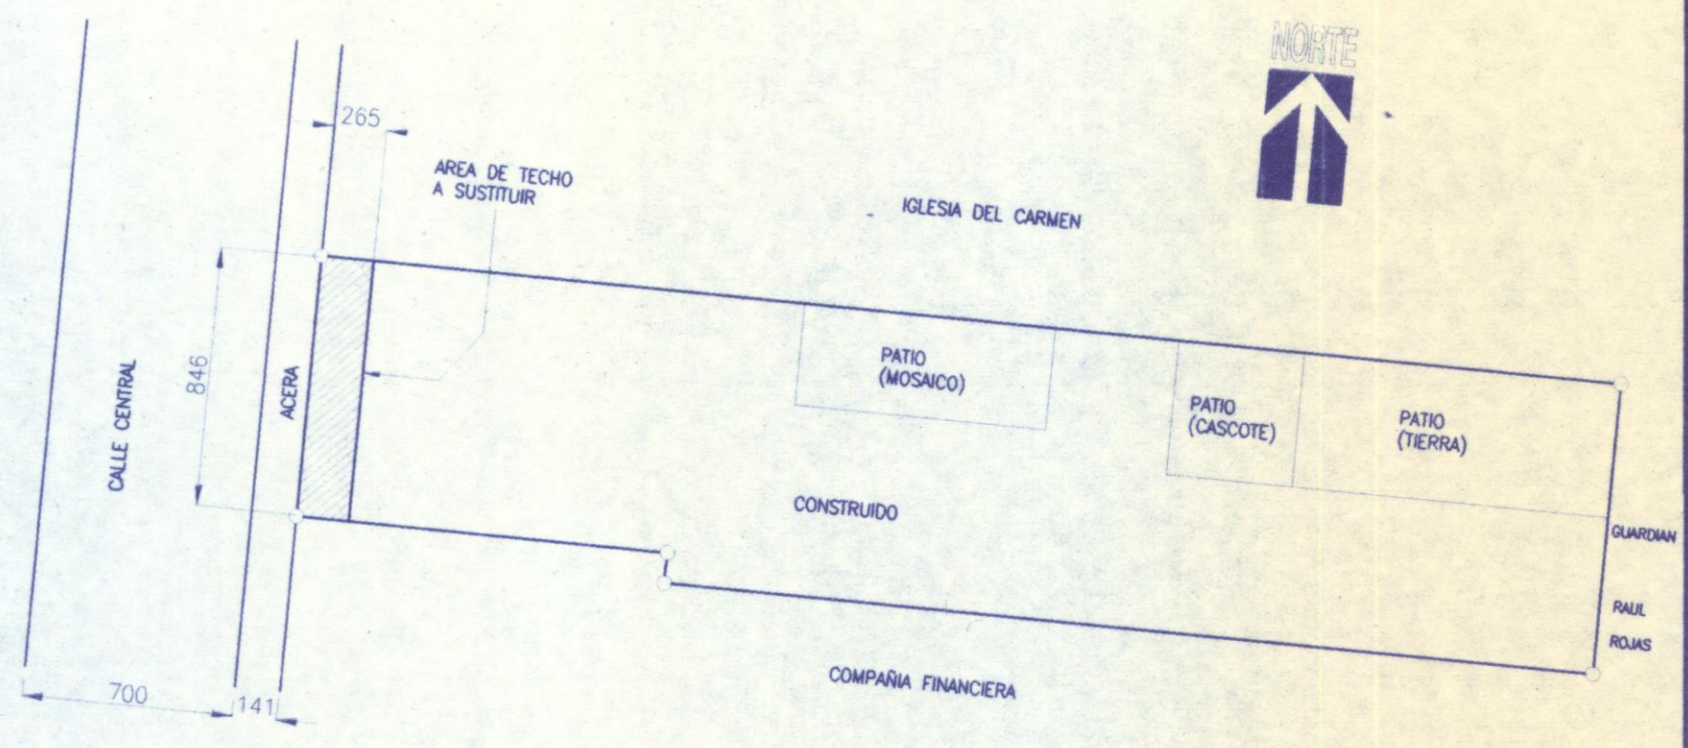 NORTE
265
AREA DE TECHO
A SUSTITUIR
IGLESIA DEL CARMEN
846
CALLE CENTRAL
ACERA
PATIO
(MOSAICO)
PATIO
(CASCOTE)
PATIO
(TIERRA)
CONSTRUIDO
GUARDIAN
RAUL
ROJAS
COMPAÑIA FINANCIERA
700
141